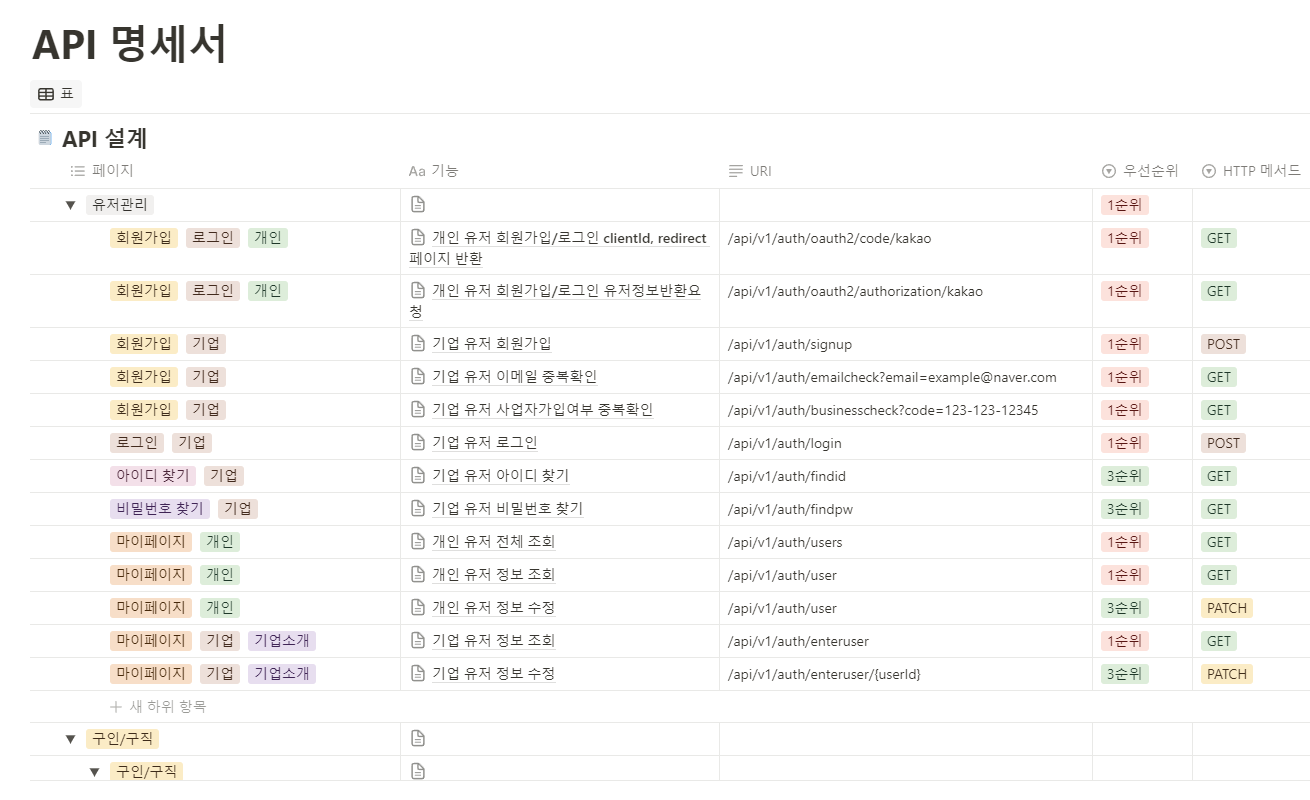 API 명세서
표
API 설계
페이지 Aa 기능 URI 우선순위 HTTP 메서드
유저관리 1순위
회원가입 로그인 개인 개인 유저 회원가입/로그인 clientId, redirect /api/v1/auth/oauth2/code/kakao 1순위 GET
페이지 반환
회원가입 로그인 개인 개인 유저 회원가입/로그인 유저정보반환요 /api/v1/auth/oauth2/authorization/kakao 1순위 GET
청
회원가입 기업 기업 유저 회원가입 /api/v1/auth/signup 1순위 POST
회원가입 기업 기업 유저 이메일 중복확인 /api/v1/auth/emailcheck?email=example@naver.com 1순위 GET
회원가입 기업 기업 유저 사업자가입여부 중복확인 /api/v1/auth/businesscheck?code=123-123-12345 1순위 GET
로그인 기업 기업 유저 로그인 /api/v1/auth/login 1순위 POST
아이디 찾기 기업 기업 유저 아이디 찾기 /api/v1/auth/findid 3순위 GET
비밀번호 찾기 기업 기업 유저 비밀번호 찾기 /api/v1/auth/findpw 3순위 GET
마이페이지 개인 개인 유저 전체 조회 /api/v1/auth/users 1순위 GET
마이페이지 개인 개인 유저 정보 조회 /api/v1/auth/user 1순위 GET
마이페이지 개인 개인 유저 정보 수정 /api/v1/auth/user 3순위 PATCH
마이페이지 기업 기업소개 기업 유저 정보 조회 /api/v1/auth/enteruser 1순위 GET
마이페이지 기업 기업소개 기업 유저 정보 수정 /api/v1/auth/enteruser/{userId} 3순위 PATCH
+ 새 하위 항목
구인/구직
구인/구직